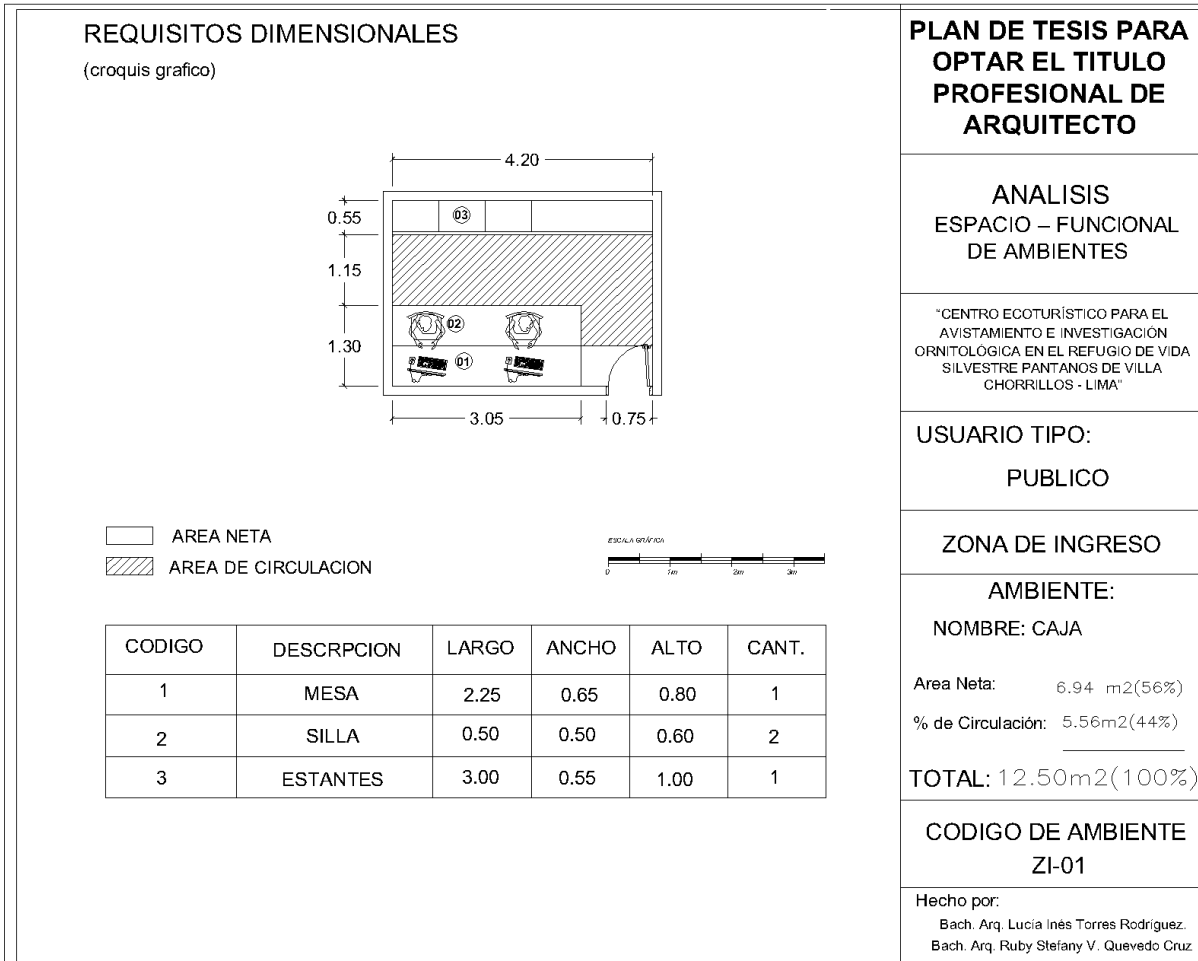 REQUISITOS DIMENSIONALES
(croquis grafico)
4.20
0.55
03
1.15
02
1.30
01
3.05
0.75
AREA NETA
AREA DE CIRCULACION
ESCALA GRÁFICA
0 1m 2m 3m
CODIGO DESCRPCION LARGO ANCHO ALTO CANT.
1 MESA 2.25 0.65 0.80 1
2 SILLA 0.50 0.50 0.60 2
3 ESTANTES 3.00 0.55 1.00 1
PLAN DE TESIS PARA
OPTAR EL TITULO
PROFESIONAL DE
ARQUITECTO
ANALISIS
ESPACIO – FUNCIONAL
DE AMBIENTES
"CENTRO ECOTURÍSTICO PARA EL
AVISTAMIENTO E INVESTIGACIÓN
ORNITOLÓGICA EN EL REFUGIO DE VIDA
SILVESTRE PANTANOS DE VILLA
CHORRILLOS - LIMA"
USUARIO TIPO:
PUBLICO
ZONA DE INGRESO
AMBIENTE:
NOMBRE: CAJA
Area Neta: 6.94 m2(56%)
% de Circulación: 5.56m2(44%)
TOTAL: 12.50m2(100%)
CODIGO DE AMBIENTE
ZI-01
Hecho por:
Bach. Arq. Lucía Inés Torres Rodríguez.
Bach. Arq. Ruby Stefany V. Quevedo Cruz